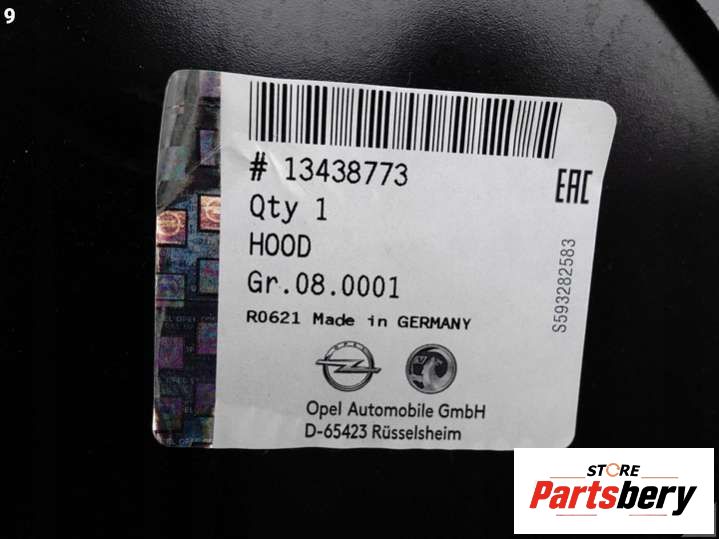 9
# 13438773
EAC
Qty 1
HOOD
Gr.08.0001
R0621 Made in GERMANY
S593282583
Opel Automobile GmbH
D-65423 Rüsselsheim
STORE
Partsbery